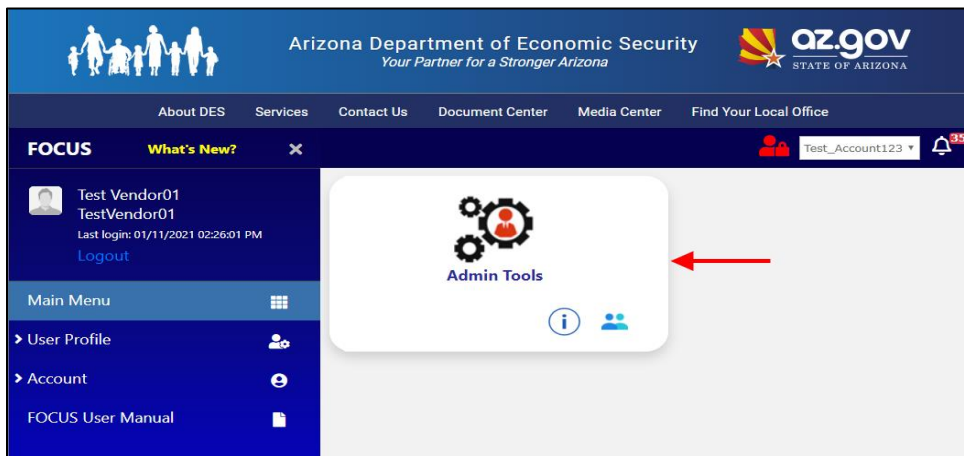 Arizona Department of Economic Security
Your Partner for a Stronger Arizona
az.gov
STATE OF ARIZONA
About DES Services Contact Us Document Center Media Center Find Your Local Office
FOCUS What's New? ×
Test_Account123
35
Test Vendor01
TestVendor01
Last login: 01/11/2021 02:26:01 PM
Logout
Admin Tools
i
Main Menu
User Profile
Account
FOCUS User Manual